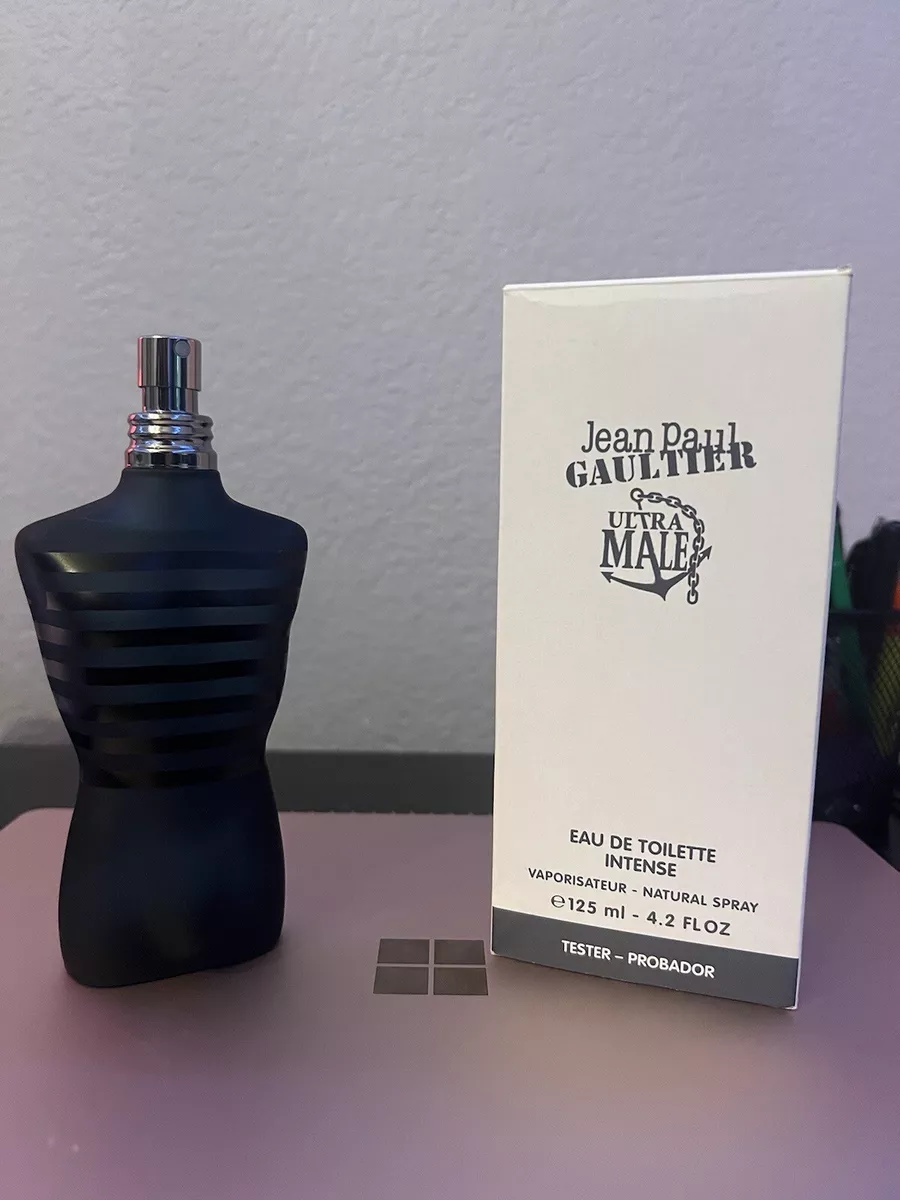 Jean Paul
GAULTIER
ULTRA
MALE
EAU DE TOILETTE
INTENSE
VAPORISATEUR - NATURAL SPRAY
℮125 ml - 4.2 FLOZ
TESTER – PROBADOR